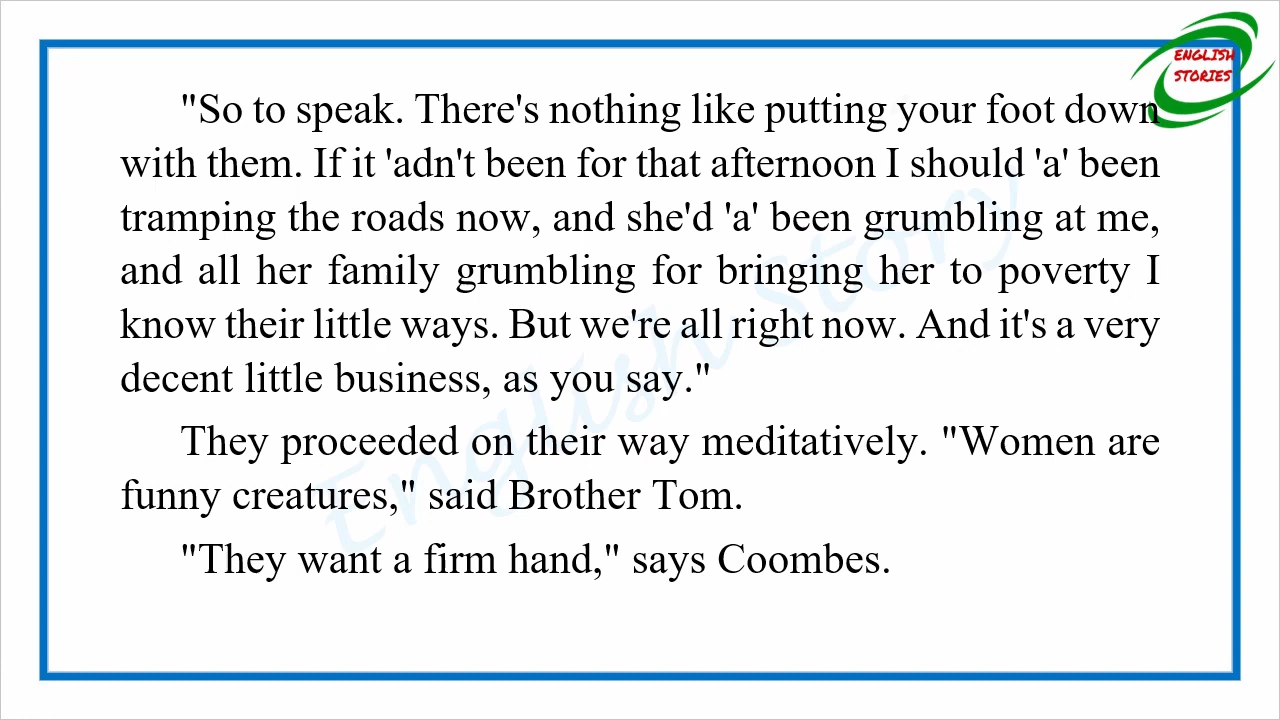 ENGLISH
STORIES
"So to speak. There's nothing like putting your foot down
with them. If it 'adn't been for that afternoon I should 'a' been
tramping the roads now, and she'd 'a' been grumbling at me,
and all her family grumbling for bringing her to poverty I
know their little ways. But we're all right now. And it's a very
decent little business, as you say."
They proceeded on their way meditatively. "Women are
funny creatures," said Brother Tom.
"They want a firm hand," says Coombes.
English Story